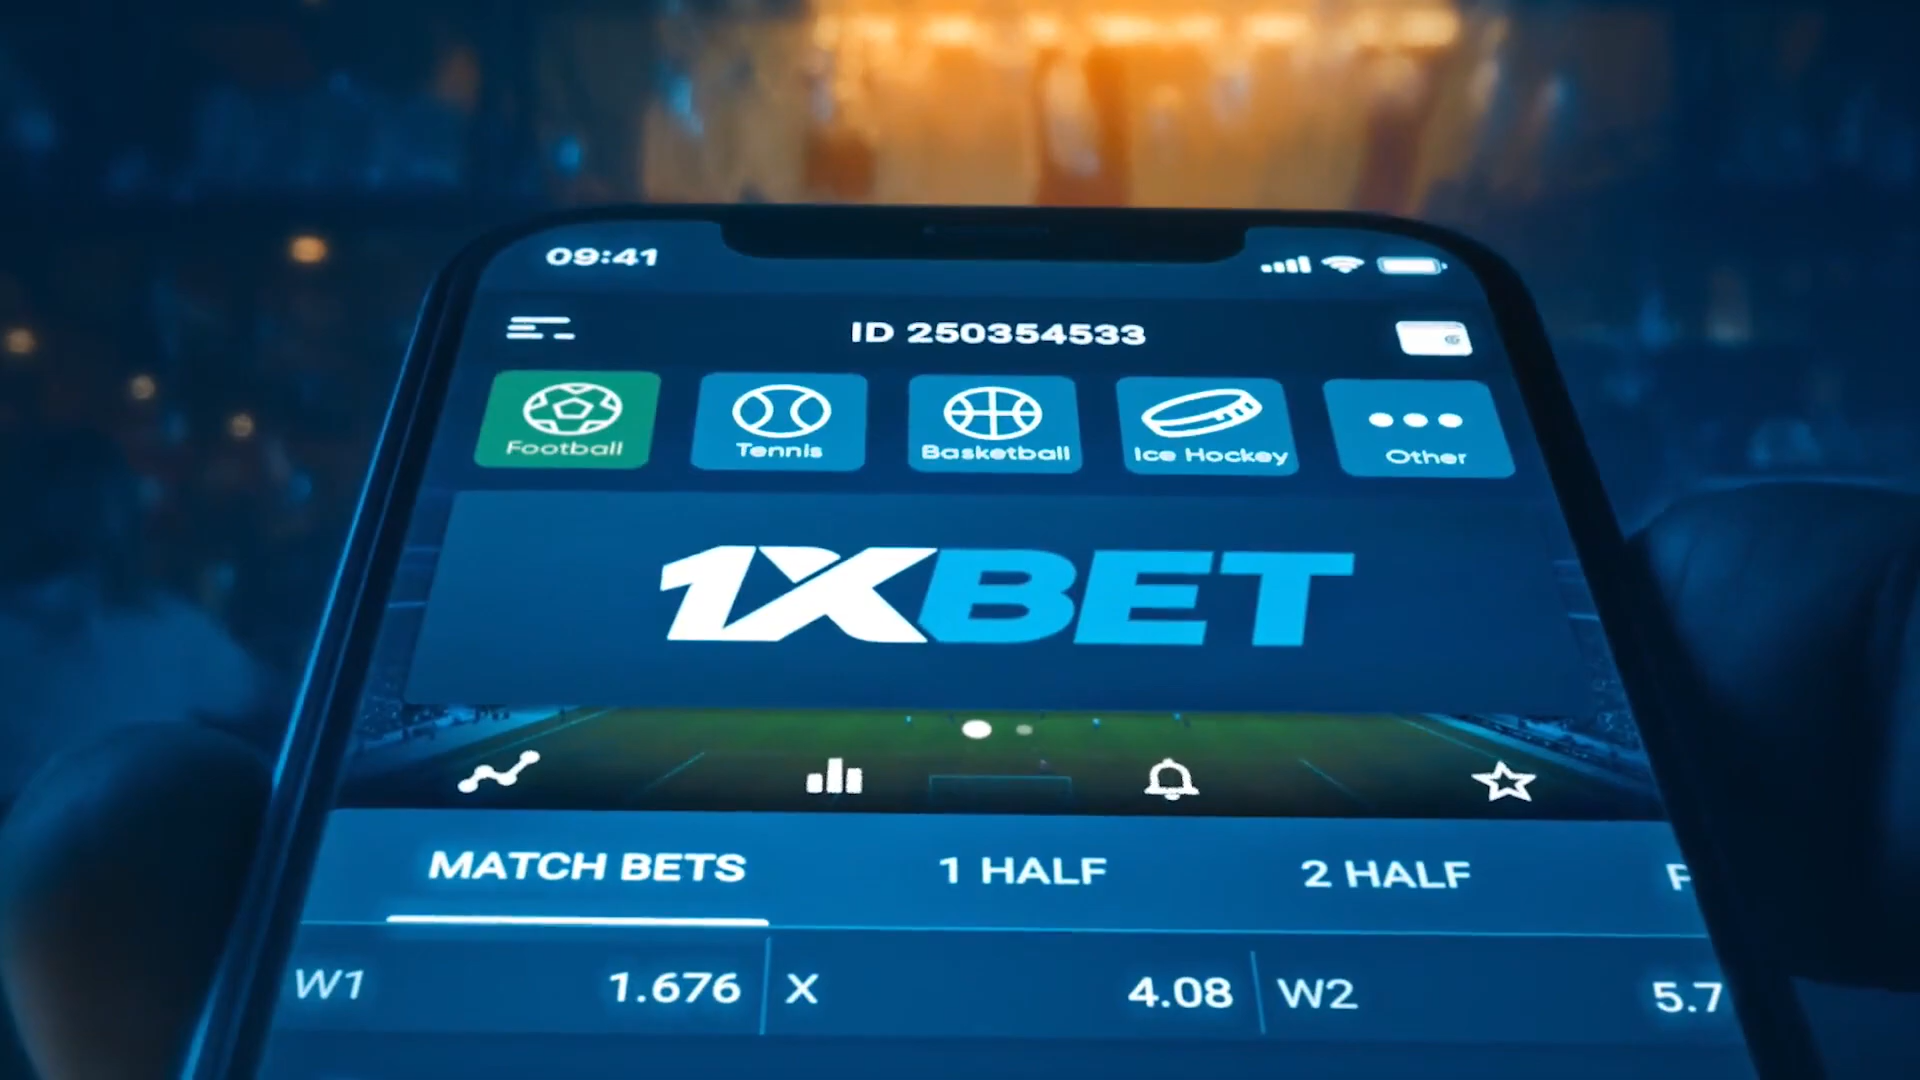 09:41
ID 250354533
Football Tennis Basketball Ice Hockey Other
1XBET
MATCH BETS 1 HALF 2 HALF
W1 1.676 X 4.08 W2 5.7